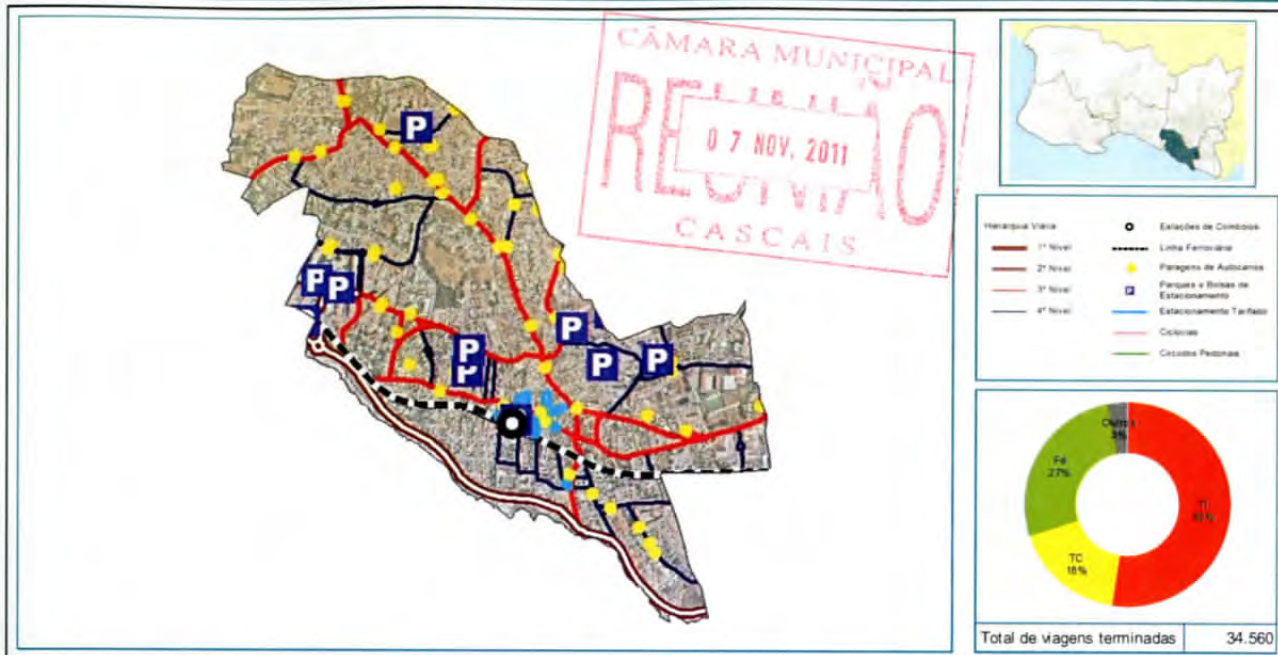 CÂMARA MUNICIPAL
REUNIÃO
07 NOV. 2011
CASCAIS
P
P
P
P
P
P
P
P
Hierarquia Viária
1º Nível
2º Nível
3º Nível
4º Nível
Estações de Comboios
Linha Ferroviária
Paragens de Autocarros
P
Parques e Bolsas de
Estacionamento
Estacionamento Tarifado
Ciclovias
Circuitos Pedonais
Outros
3%
Pé
27%
TC
18%
TI
Total de viagens terminadas 34.560